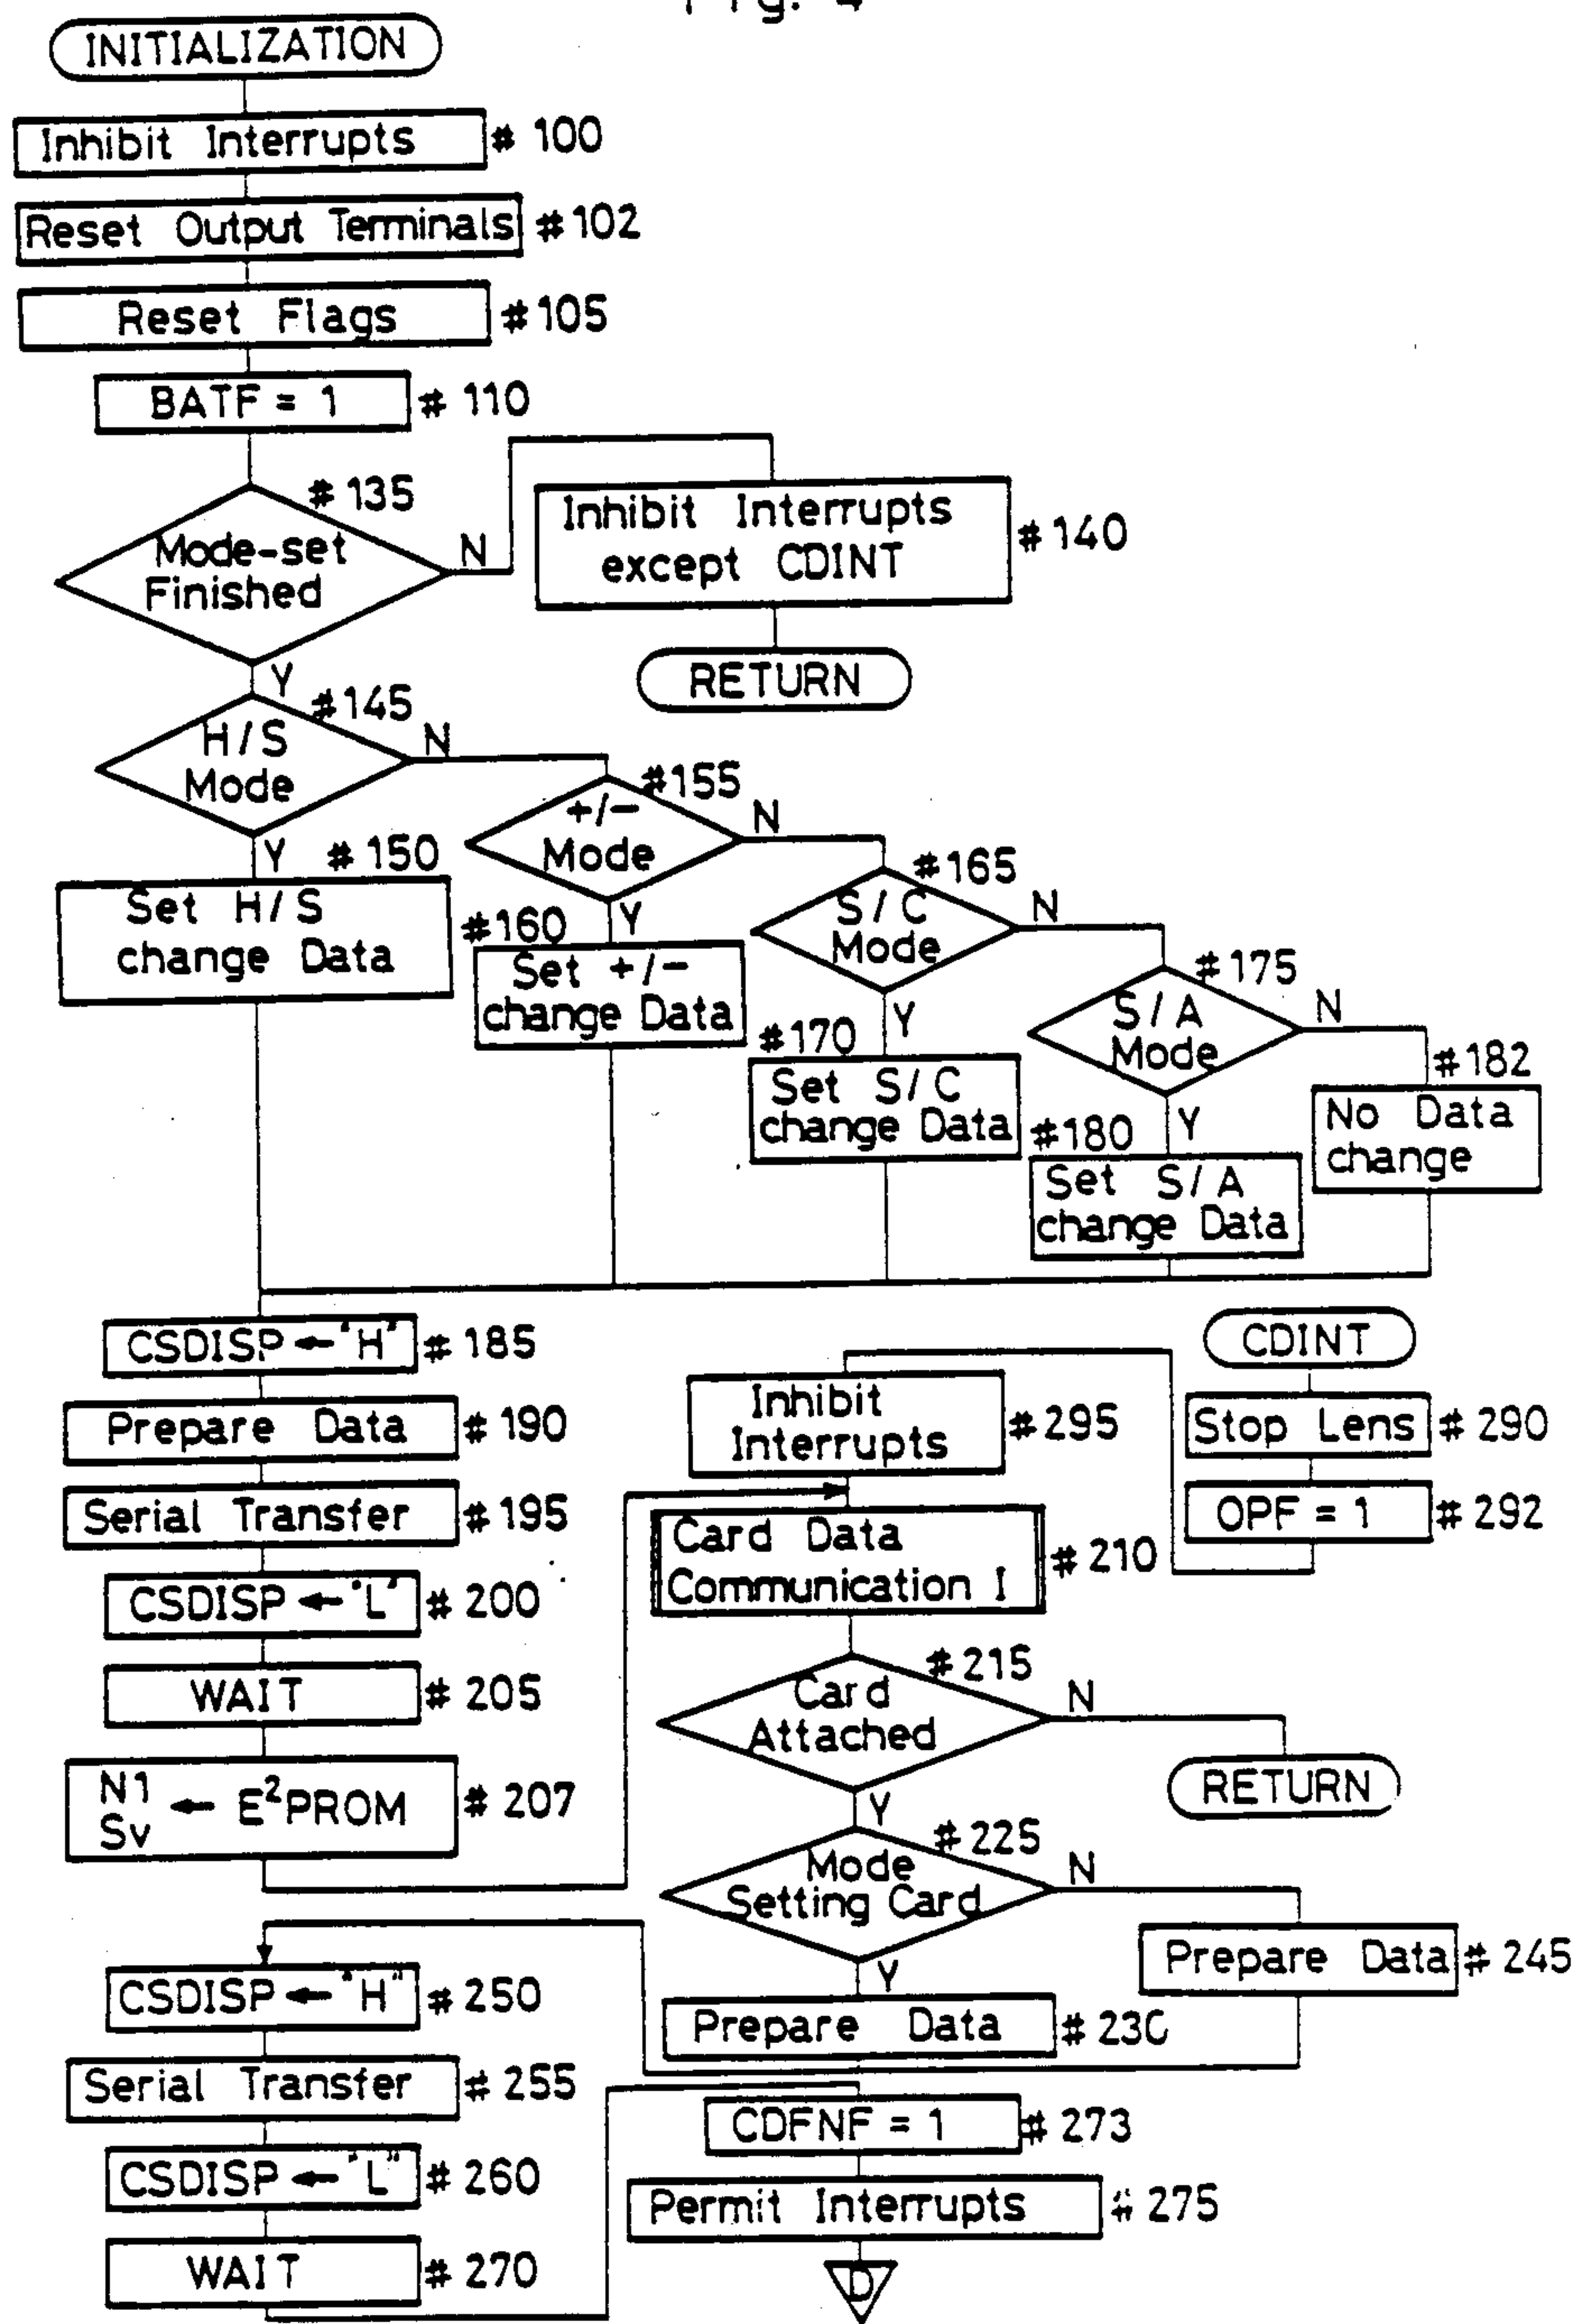 Fig. 4
INITIALIZATION
Inhibit Interrupts
# 100
Reset Output Terminals
# 102
Reset Flags
# 105
BATF = 1
# 110
# 135
Mode-set
Finished
N
Y
Inhibit Interrupts
except CDINT
# 140
RETURN
# 145
H/S
Mode
N
Y
# 150
Set H/S
change Data
# 155
+/-
Mode
N
Y
# 160
Set +/-
change Data
# 165
S/C
Mode
N
Y
# 170
Set S/C
change Data
# 175
S/A
Mode
N
Y
# 180
Set S/A
change Data
# 182
No Data
change
CSDISP ← "H"
# 185
Prepare Data
# 190
Serial Transfer
# 195
CSDISP ← "L"
# 200
WAIT
# 205
N1
Sv
← E²PROM
# 207
CDINT
Stop Lens
# 290
OPF = 1
# 292
Inhibit
Interrupts
# 295
Card Data
Communication I
# 210
# 215
Card
Attached
N
Y
RETURN
# 225
Mode
Setting Card
N
Y
Prepare Data
# 245
Prepare Data
# 230
CSDISP ← "H"
# 250
Serial Transfer
# 255
CSDISP ← "L"
# 260
WAIT
# 270
CDFNF = 1
# 273
Permit Interrupts
# 275
D